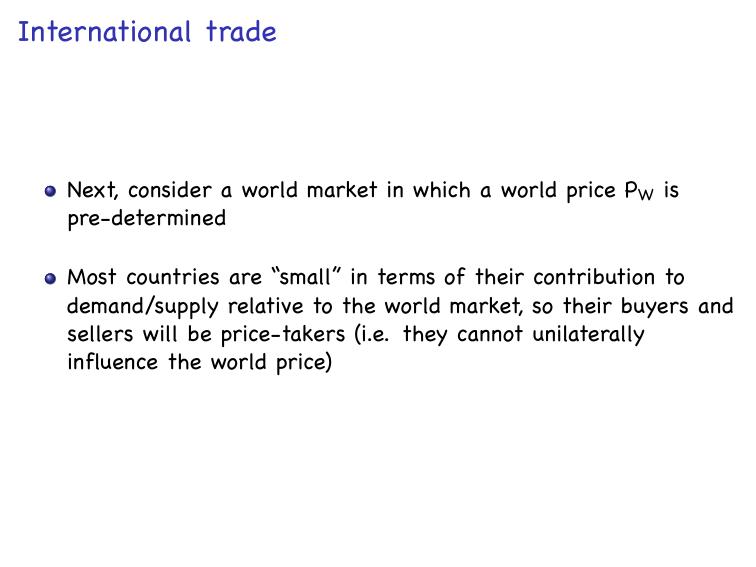 International trade
Next, consider a world market in which a world price PW is
pre-determined
Most countries are “small” in terms of their contribution to
demand/supply relative to the world market, so their buyers and
sellers will be price-takers (i.e. they cannot unilaterally
influence the world price)